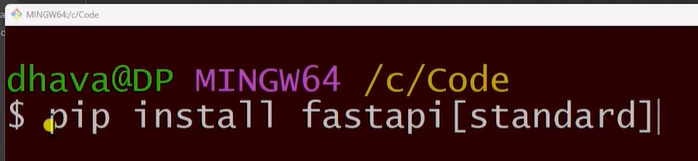 MINGW64:/c/Code
dhava@DP MINGW64 /c/Code
$ pip install fastapi[standard]